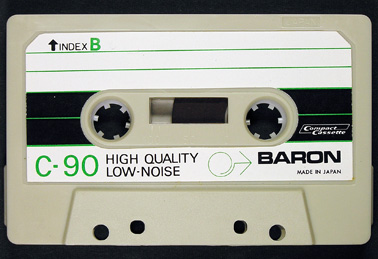 ↑INDEX B
Compact
Cassette
C-90 HIGH QUALITY
LOW-NOISE
BARON
MADE IN JAPAN